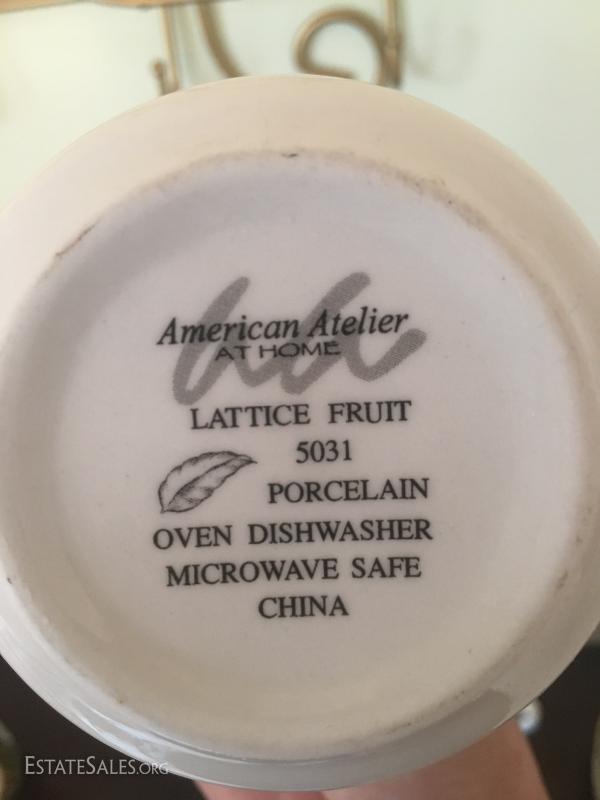 American Atelier
AT HOME
LATTICE FRUIT
5031
PORCELAIN
OVEN DISHWASHER
MICROWAVE SAFE
CHINA
ESTATESALES.ORG